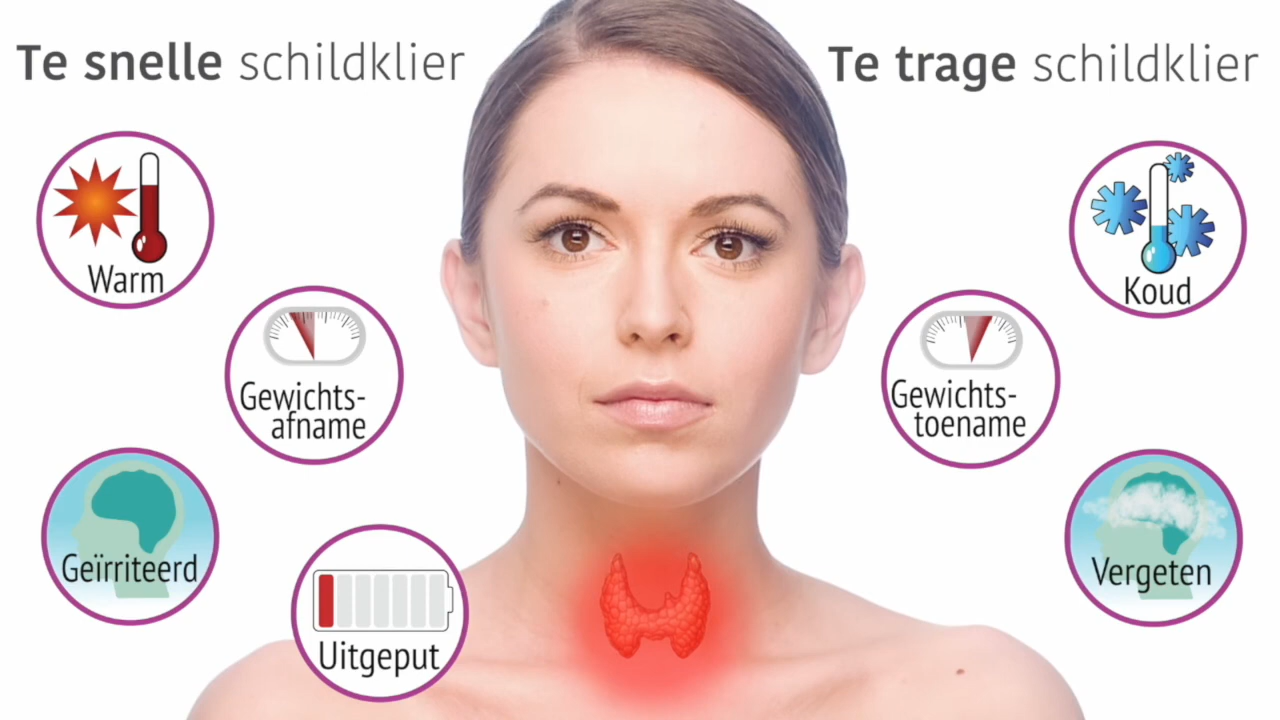 Te snelle schildklier
Te trage schildklier
Warm
Koud
Gewichts-
afname
Gewichts-
toename
Geïrriteerd
Vergeten
Uitgeput